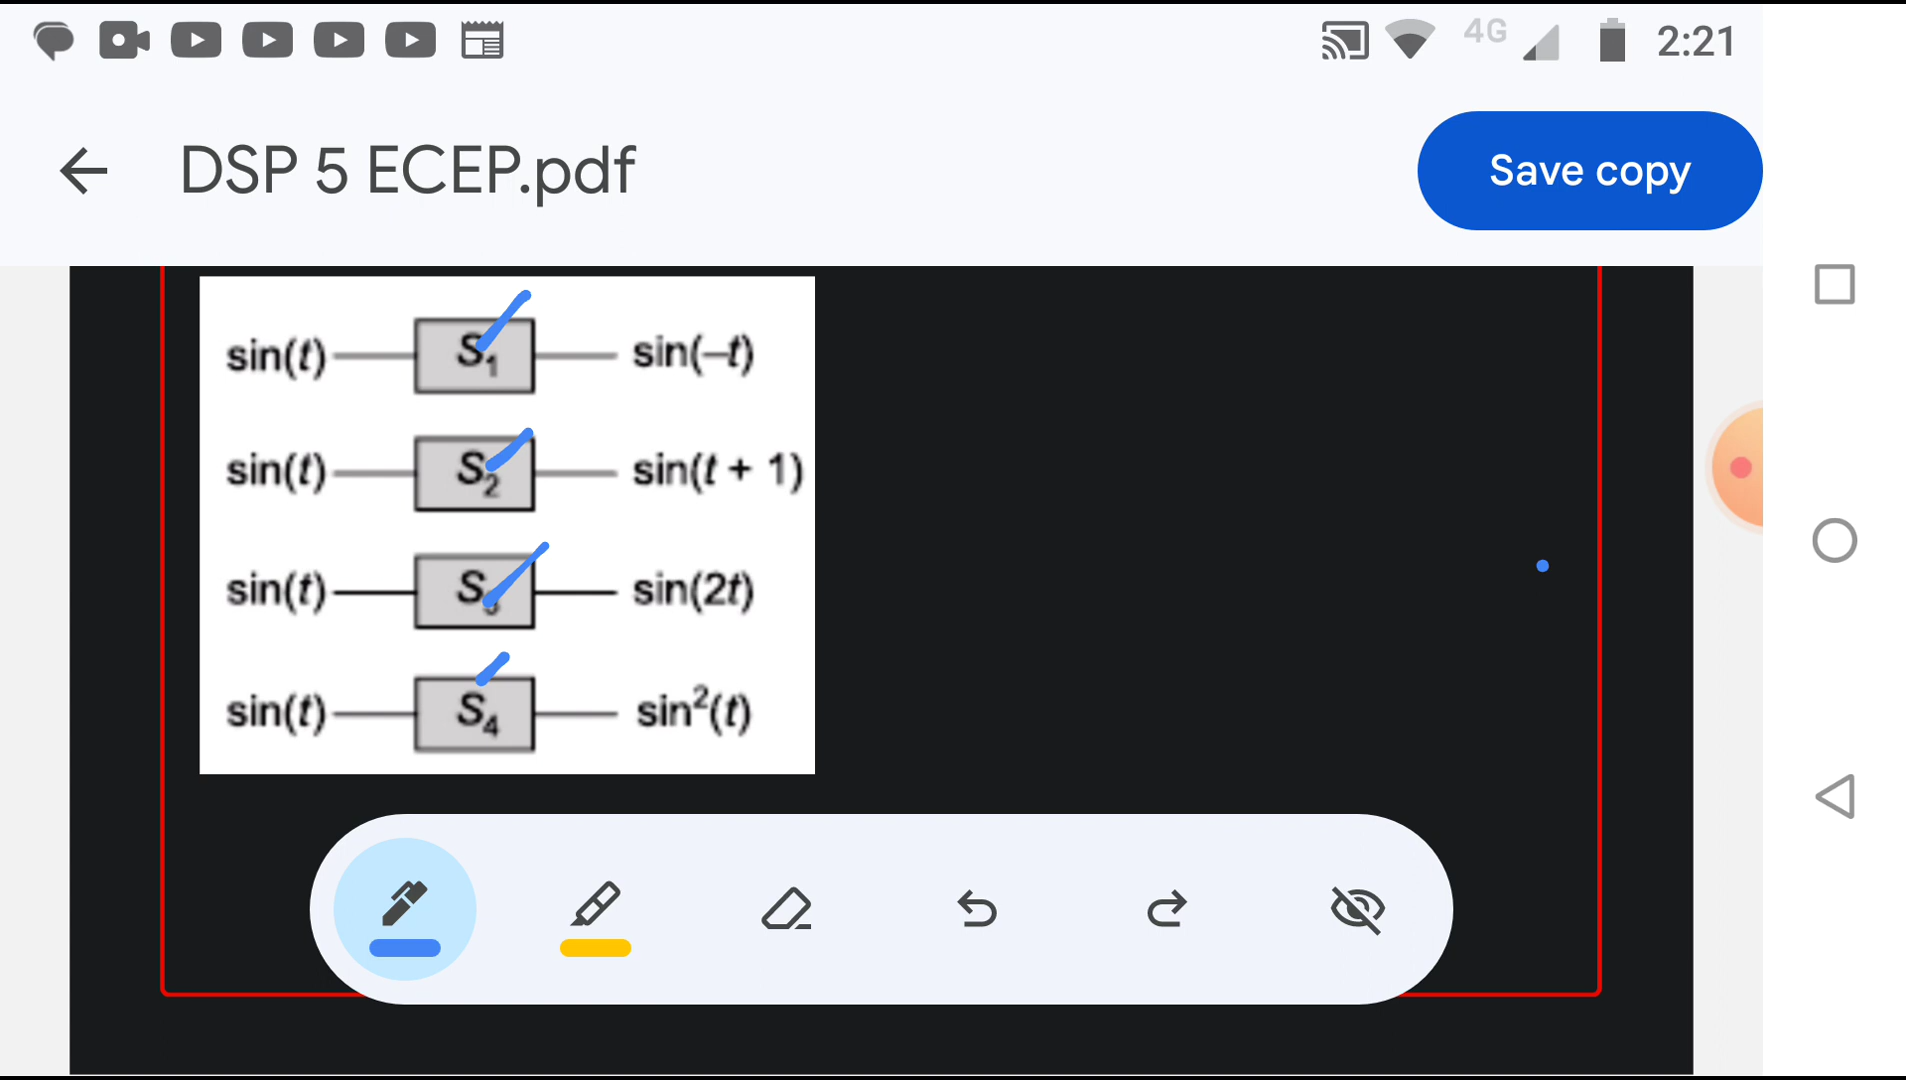 4G 2:21
DSP 5 ECEP.pdf
Save copy
sin(t) S₁ sin(–t)
sin(t) S₂ sin(t + 1)
sin(t) S₃ sin(2t)
sin(t) S₄ sin²(t)